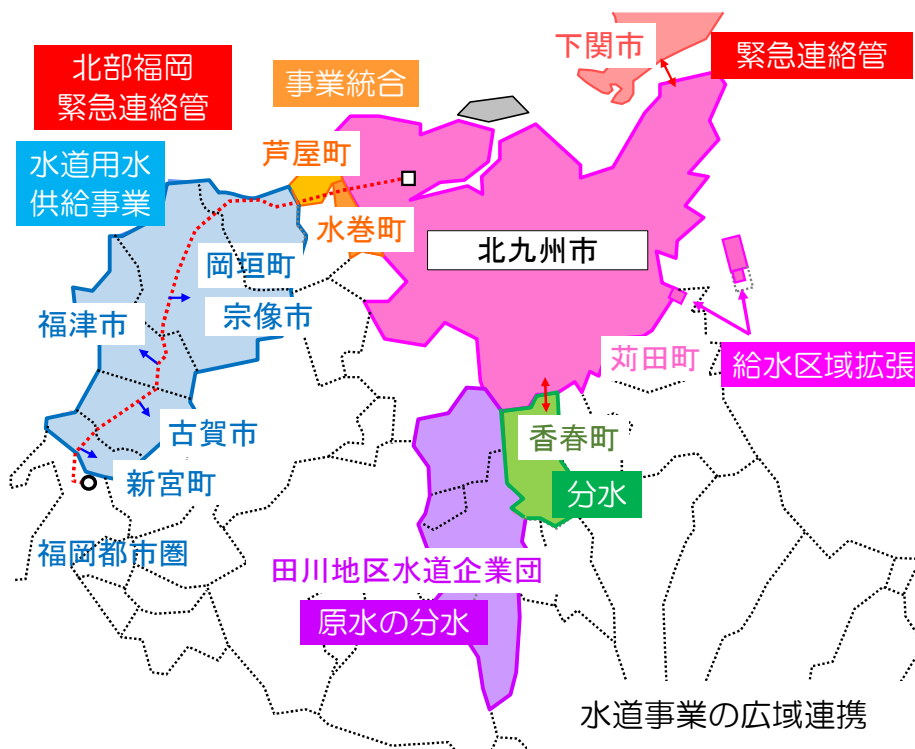 下関市
緊急連絡管
北部福岡
緊急連絡管
事業統合
芦屋町
水道用水
供給事業
水巻町
北九州市
岡垣町
福津市
宗像市
苅田町
給水区域拡張
古賀市
香春町
新宮町
分水
福岡都市圏
田川地区水道企業団
原水の分水
水道事業の広域連携